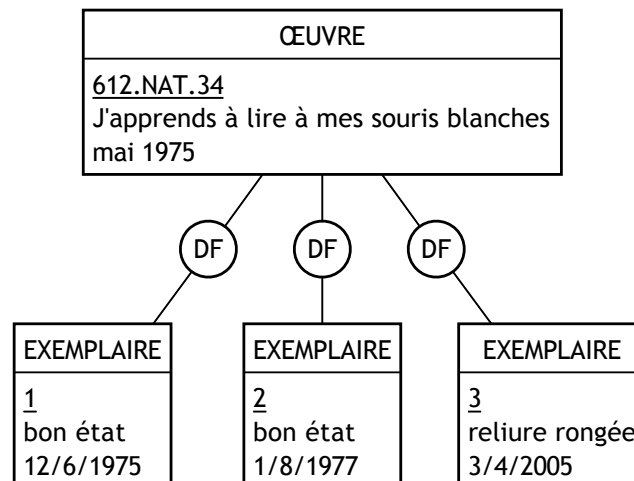 ŒUVRE
612.NAT.34
J'apprends à lire à mes souris blanches
mai 1975
DF
DF
DF
EXEMPLAIRE
1
bon état
12/6/1975
EXEMPLAIRE
2
bon état
1/8/1977
EXEMPLAIRE
3
reliure rongée
3/4/2005